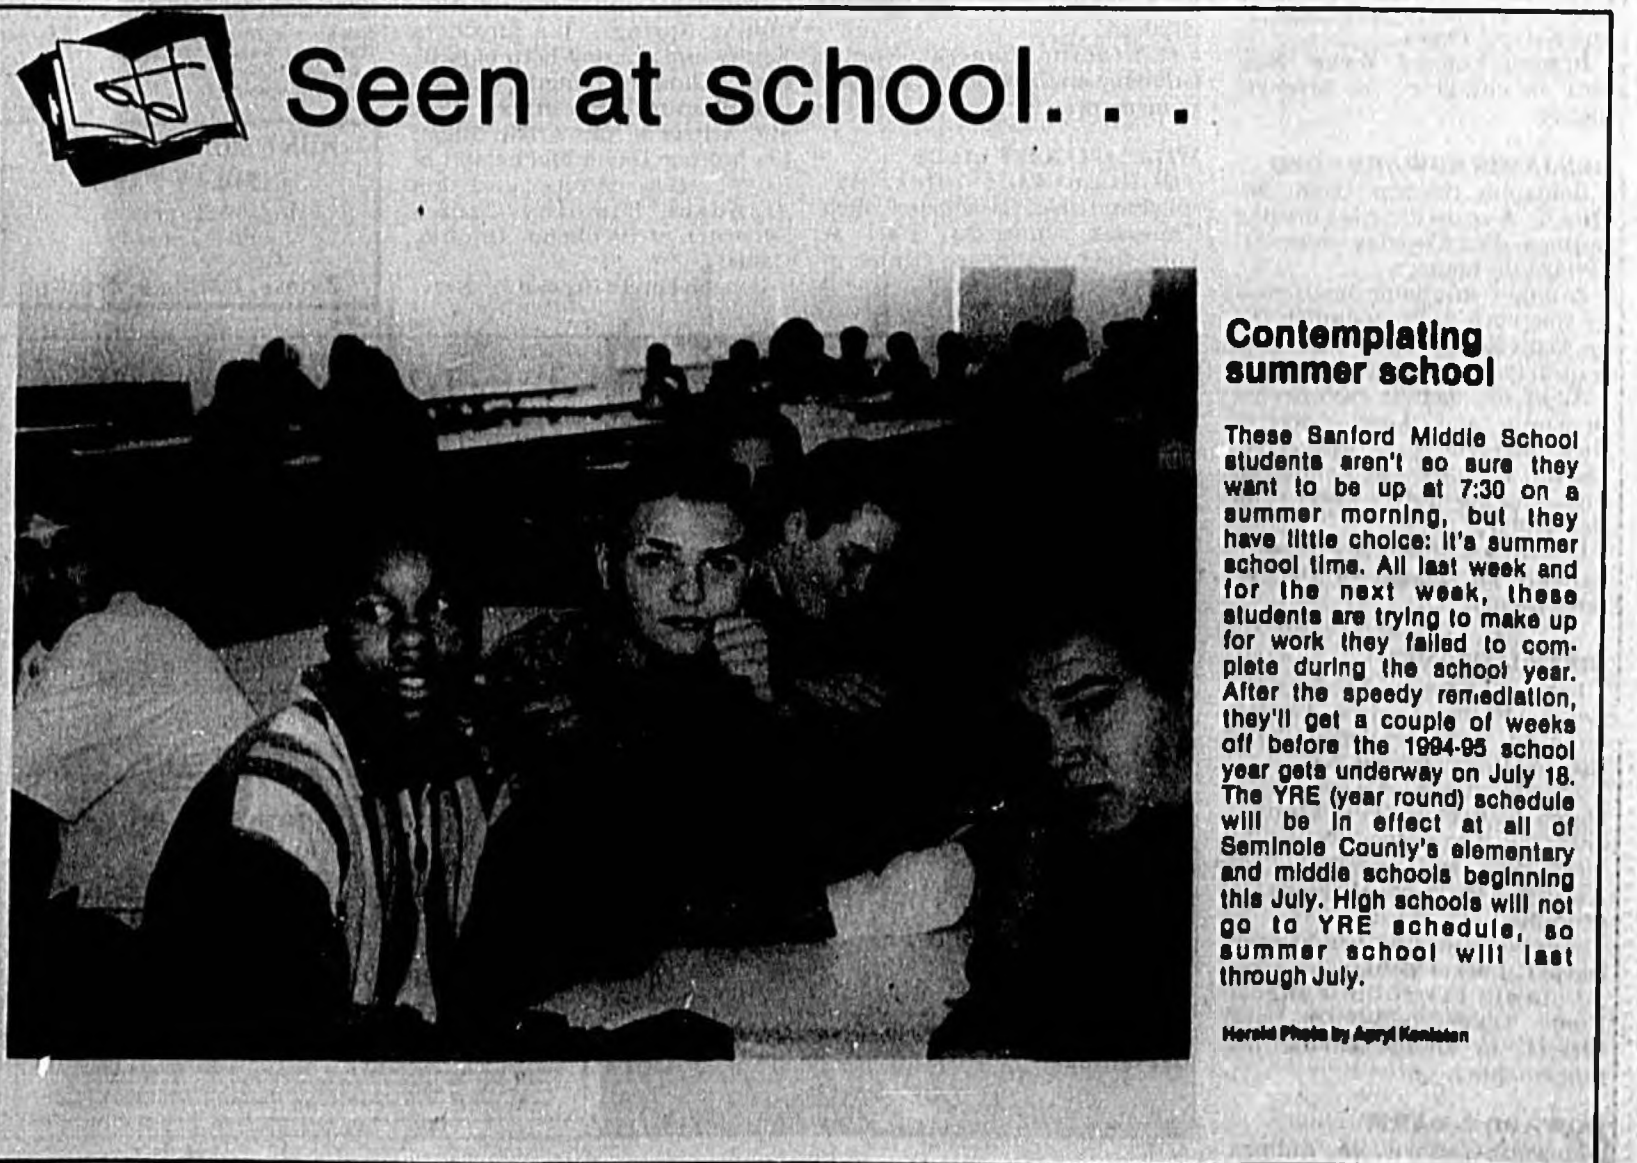 Seen at school. . .
Contemplating
summer school
These Sanford Middle School
students aren't so sure they
want to be up at 7:30 on a
summer morning, but they
have little choice: it's summer
school time. All last week and
for the next week, these
students are trying to make up
for work they failed to com-
plete during the school year.
After the speedy remediation,
they'll get a couple of weeks
off before the 1994-95 school
year gets underway on July 18.
The YRE (year round) schedule
will be in effect at all of
Seminole County's elementary
and middle schools beginning
this July. High schools will not
go to YRE schedule, so
summer school will last
through July.
Herald Photo by